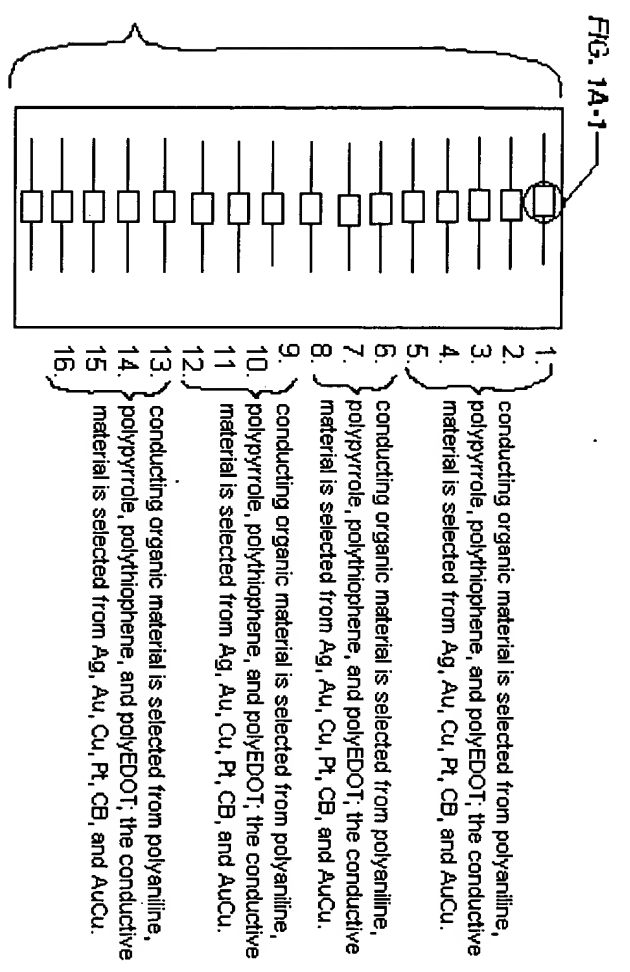 FIG. 1A-1
1.
2. conducting organic material is selected from polyaniline,
3. polypyrrole, polythiophene, and polyEDOT; the conductive
4. material is selected from Ag, Au, Cu, Pt, CB, and AuCu.
5.
6. conducting organic material is selected from polyaniline,
7. polypyrrole, polythiophene, and polyEDOT; the conductive
8. material is selected from Ag, Au, Cu, Pt, CB, and AuCu.
9. conducting organic material is selected from polyaniline,
10. polypyrrole, polythiophene, and polyEDOT; the conductive
11 material is selected from Ag, Au, Cu, Pt, CB, and AuCu.
12.
13. conducting organic material is selected from polyaniline,
14. polypyrrole, polythiophene, and polyEDOT; the conductive
15 material is selected from Ag, Au, Cu, Pt, CB, and AuCu.
16.